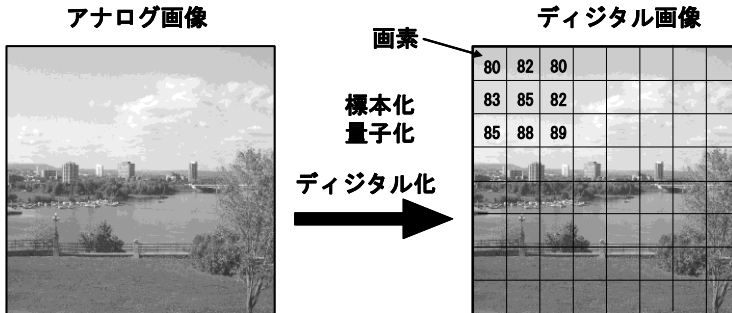 アナログ画像
ディジタル画像
画素
80 82 80
83 85 82
85 88 89
標本化
量子化
ディジタル化